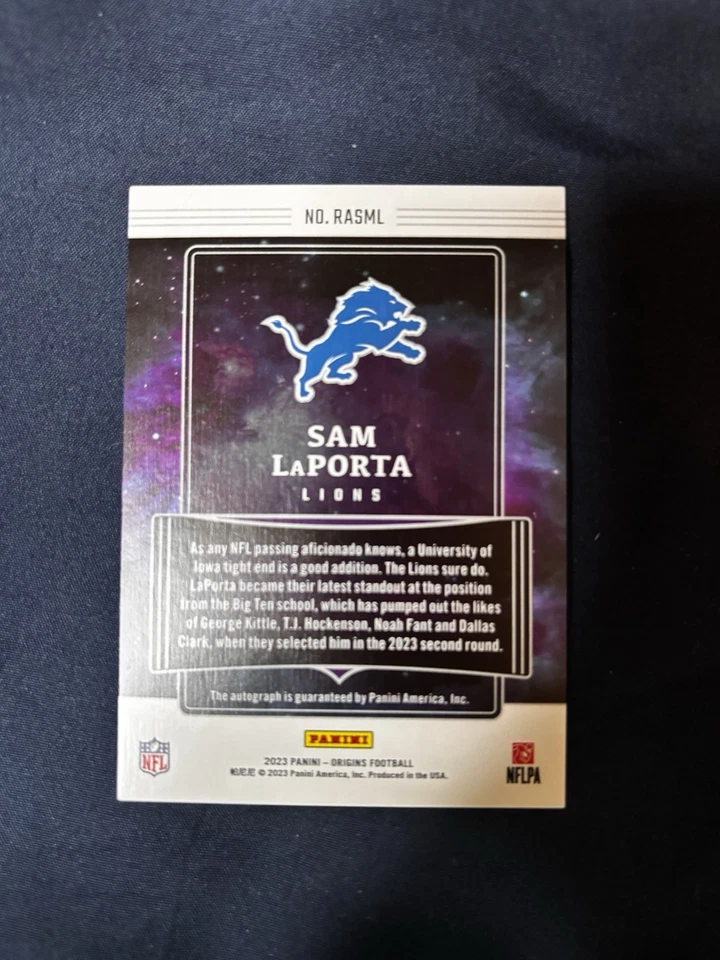 NO. RASML
SAM
LaPORTA
LIONS
As any NFL passing aficionado knows, a University of
Iowa tight end is a good addition. The Lions sure do.
LaPorta became their latest standout at the position
from the Big Ten school, which has pumped out the likes
of George Kittle, T.J. Hockenson, Noah Fant and Dallas
Clark, when they selected him in the 2023 second round.
The autograph is guaranteed by Panini America, Inc.
PANINI
NFL
2023 PANINI – ORIGINS FOOTBALL
帕尼尼 © 2023 Panini America, Inc. Produced in the USA.
NFLPA